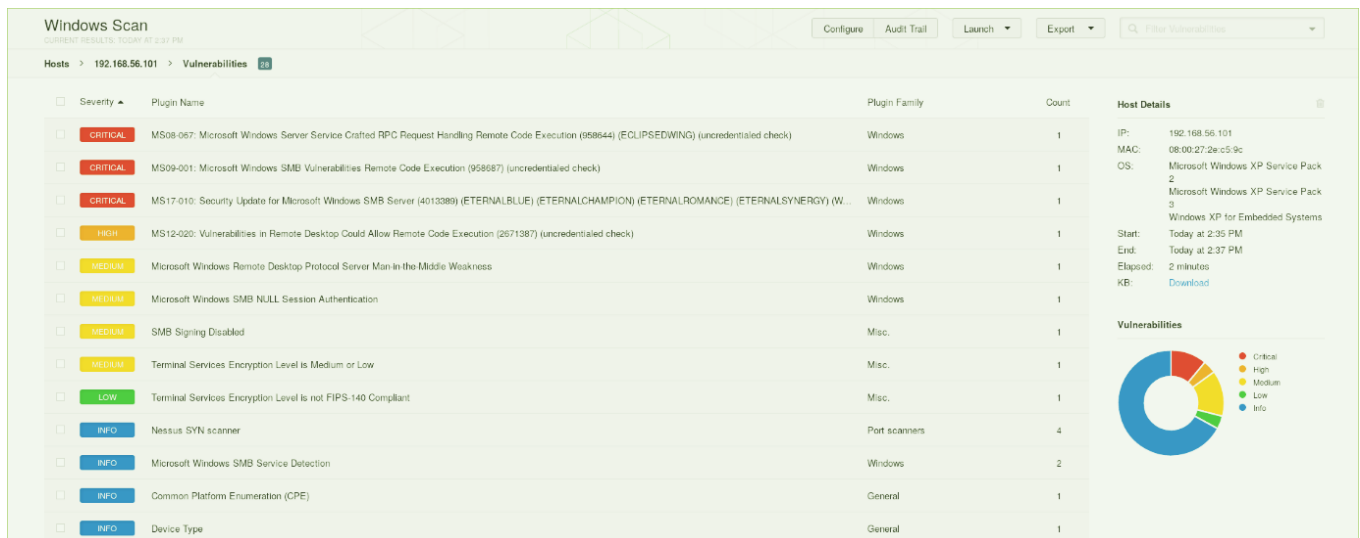 Windows Scan
CURRENT RESULTS: TODAY AT 2:37 PM
Configure Audit Trail Launch Export Filter Vulnerabilities
Hosts > 192.168.56.101 > Vulnerabilities 28
Severity Plugin Name Plugin Family Count
CRITICAL MS08-067: Microsoft Windows Server Service Crafted RPC Request Handling Remote Code Execution (958644) (ECLIPSEDWING) (uncredentialed check) Windows 1
CRITICAL MS09-001: Microsoft Windows SMB Vulnerabilities Remote Code Execution (958687) (uncredentialed check) Windows 1
CRITICAL MS17-010: Security Update for Microsoft Windows SMB Server (4013389) (ETERNALBLUE) (ETERNALCHAMPION) (ETERNALROMANCE) (ETERNALSYNERGY) (W... Windows 1
HIGH MS12-020: Vulnerabilities in Remote Desktop Could Allow Remote Code Execution (2671387) (uncredentialed check) Windows 1
MEDIUM Microsoft Windows Remote Desktop Protocol Server Man-in-the-Middle Weakness Windows 1
MEDIUM Microsoft Windows SMB NULL Session Authentication Windows 1
MEDIUM SMB Signing Disabled Misc. 1
MEDIUM Terminal Services Encryption Level is Medium or Low Misc. 1
LOW Terminal Services Encryption Level is not FIPS-140 Compliant Misc. 1
INFO Nessus SYN scanner Port scanners 4
INFO Microsoft Windows SMB Service Detection Windows 2
INFO Common Platform Enumeration (CPE) General 1
INFO Device Type General 1
Host Details
IP: 192.168.56.101
MAC: 08:00:27:2e:c5:9c
OS: Microsoft Windows XP Service Pack
2
Microsoft Windows XP Service Pack
3
Windows XP for Embedded Systems
Start: Today at 2:35 PM
End: Today at 2:37 PM
Elapsed: 2 minutes
KB: Download
Vulnerabilities
Critical
High
Medium
Low
Info